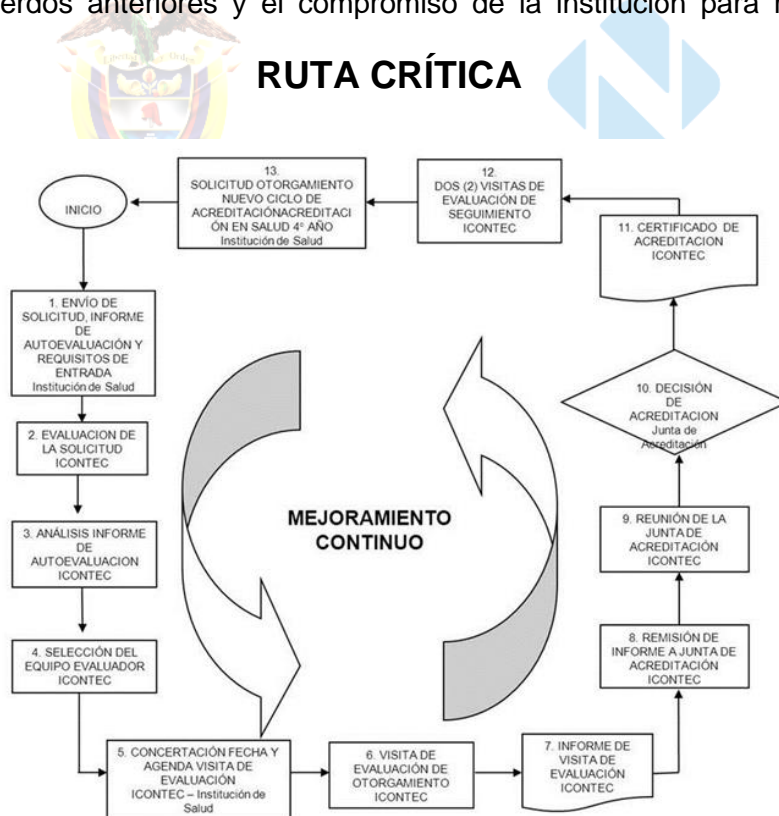 erdos anteriores y el compromiso de la institución para
RUTA CRÍTICA
Libertad y Orden
INICIO
13.
SOLICITUD OTORGAMIENTO
NUEVO CICLO DE
ACREDITACIÓNACREDITACI
ÓN EN SALUD 4º AÑO
Institución de Salud
12.
DOS (2) VISITAS DE
EVALUACIÓN DE
SEGUIMIENTO
ICONTEC
11. CERTIFICADO DE
ACREDITACION
ICONTEC
1. ENVÍO DE
SOLICITUD, INFORME
DE
AUTOEVALUACIÓN Y
REQUISITOS DE
ENTRADA
Institución de Salud
10. DECISIÓN
DE
ACREDITACION
Junta de
Acreditación
2. EVALUACION DE
LA SOLICITUD
ICONTEC
MEJORAMIENTO
CONTINUO
3. ANÁLISIS INFORME
DE
AUTOEVALUACION
ICONTEC
9. REUNIÓN DE LA
JUNTA DE
ACREDITACIÓN
ICONTEC
4. SELECCIÓN DEL
EQUIPO EVALUADOR
ICONTEC
8. REMISIÓN DE
INFORME A JUNTA DE
ACREDITACIÓN
ICONTEC
5. CONCERTACIÓN FECHA Y
AGENDA VISITA DE
EVALUACIÓN
ICONTEC – Institución de
Salud
6. VISITA DE
EVALUACIÓN DE
OTORGAMIENTO
ICONTEC
7. INFORME DE
VISITA DE
EVALUACIÓN
ICONTEC